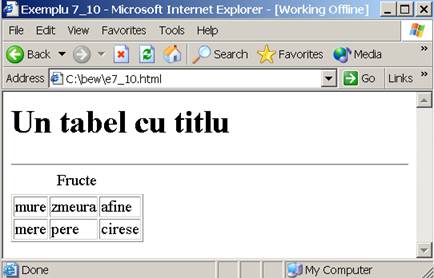 Exemplu 7_10 - Microsoft Internet Explorer - [Working Offline]
File Edit View Favorites Tools Help
Back Search Favorites Media
Address C:\bew\e7_10.html Go Links »
Un tabel cu titlu
Fructe
mure zmeura afine
mere pere cirese
Done My Computer